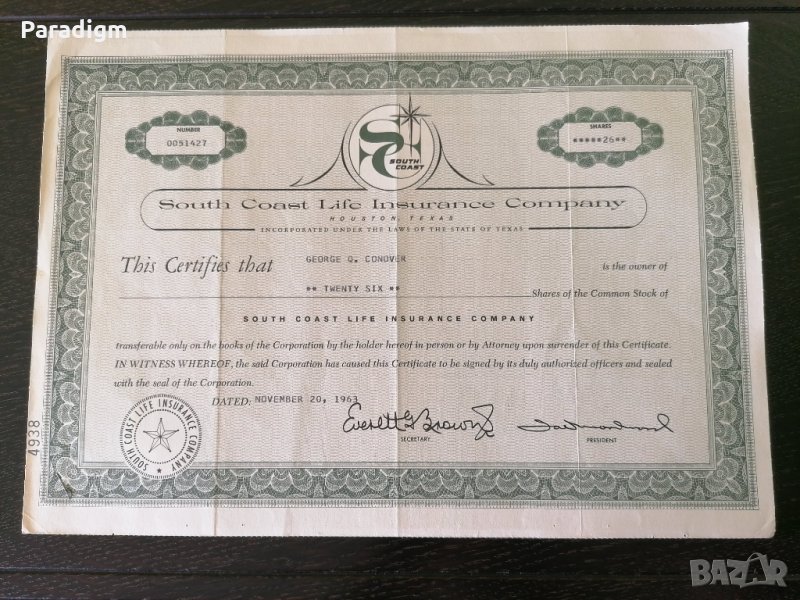 Paradigm
NUMBER
0051427
SHARES
*****26**
SC
SOUTH
COAST
South Coast Life Insurance Company
HOUSTON, TEXAS
INCORPORATED UNDER THE LAWS OF THE STATE OF TEXAS
This Certifies that GEORGE Q. CONOVER is the owner of
** TWENTY SIX ** Shares of the Common Stock of
SOUTH COAST LIFE INSURANCE COMPANY
transferable only on the books of the Corporation by the holder hereof in person or by Attorney upon surrender of this Certificate.
IN WITNESS WHEREOF, the said Corporation has caused this Certificate to be signed by its duly authorized officers and sealed
with the seal of the Corporation.
DATED: NOVEMBER 20, 1963
Everett G Brown
SECRETARY
PRESIDENT
SOUTH COAST LIFE INSURANCE COMPANY
4938
BAZAR